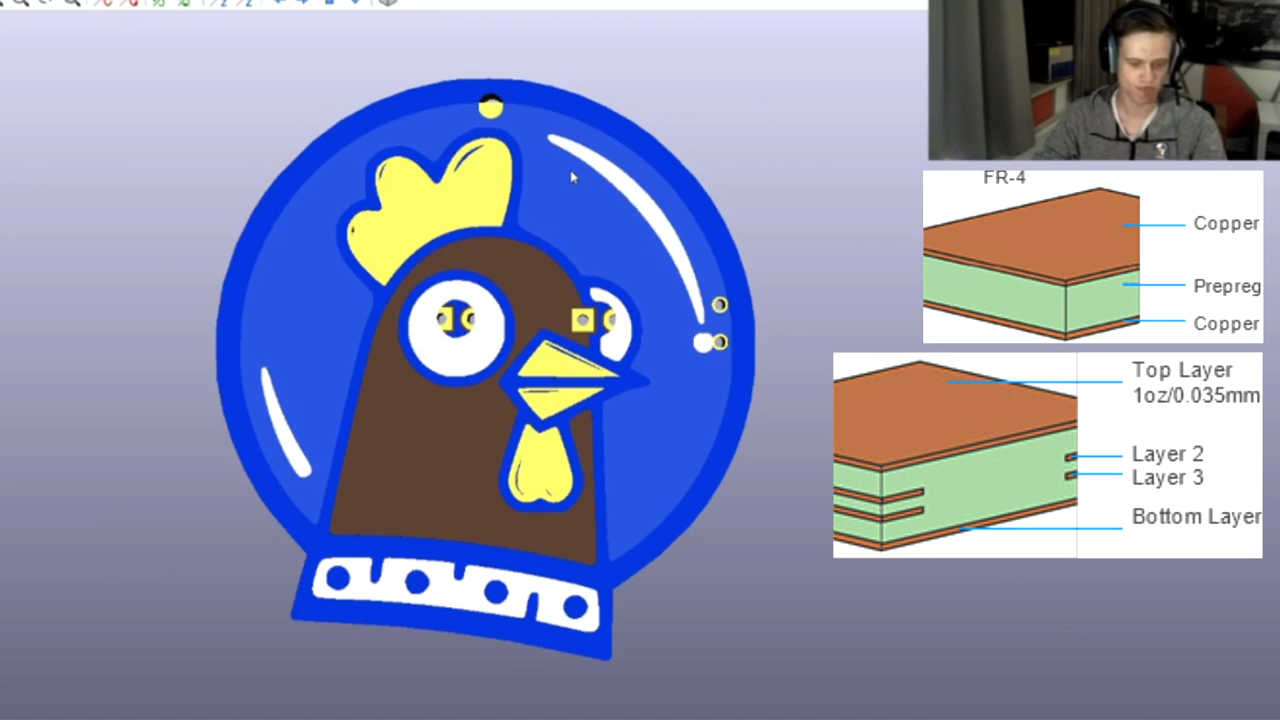 FR-4
Copper
Prepreg
Copper
Top Layer
1oz/0.035mm
Layer 2
Layer 3
Bottom Layer